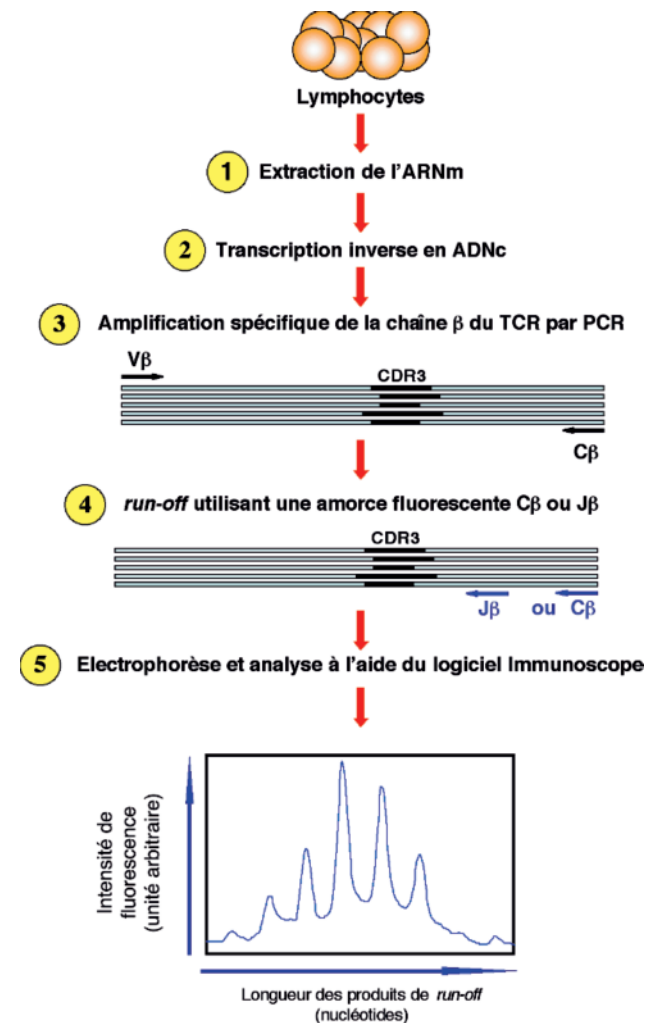 Lymphocytes
1 Extraction de l'ARNm
2 Transcription inverse en ADNc
3 Amplification spécifique de la chaîne β du TCR par PCR
Vβ
CDR3
Cβ
4 run-off utilisant une amorce fluorescente Cβ ou Jβ
CDR3
Jβ ou Cβ
5 Electrophorèse et analyse à l'aide du logiciel Immunoscope
Intensité de
fluorescence
(unité arbitraire)
Longueur des produits de run-off
(nucléotides)